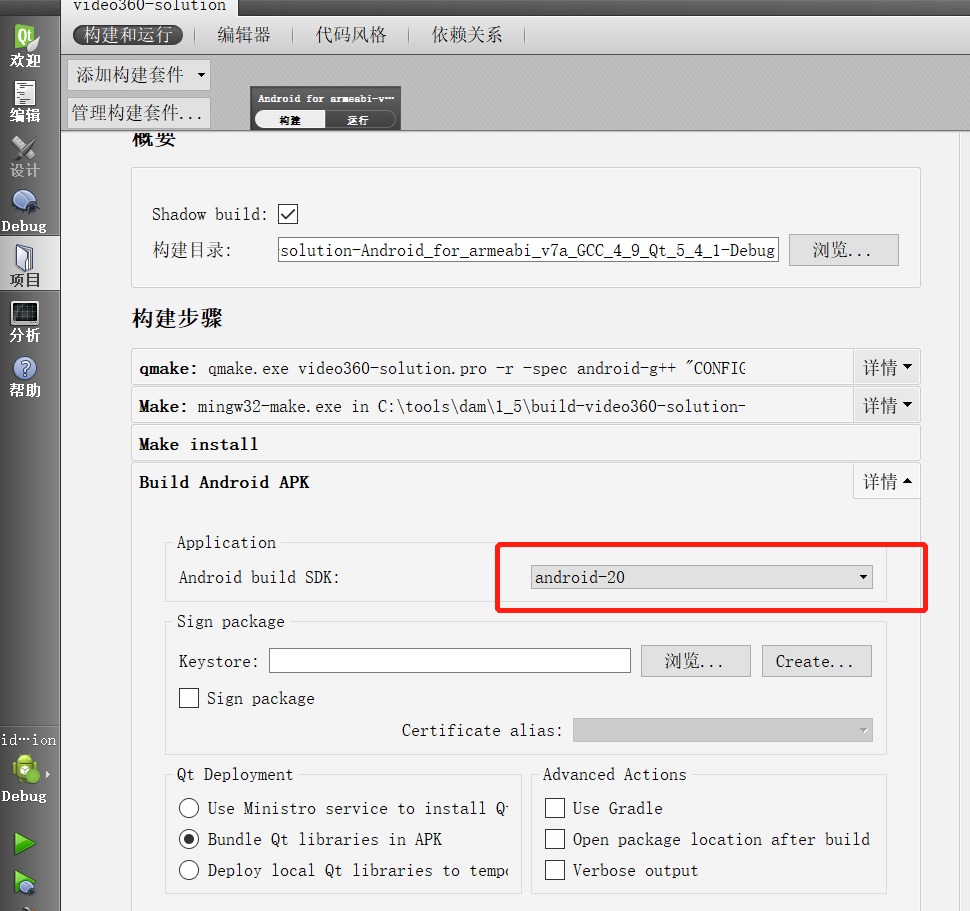 video360-solution
构建和运行 编辑器 代码风格 依赖关系
添加构建套件
管理构建套件...
Android for armeabi-v…
构建 运行
欢迎
编辑
设计
Debug
项目
分析
帮助
id…ion
Debug
概要
Shadow build:
构建目录: solution-Android_for_armeabi_v7a_GCC_4_9_Qt_5_4_1-Debug 浏览...
构建步骤
qmake: qmake.exe video360-solution.pro -r -spec android-g++ "CONFIG 详情
Make: mingw32-make.exe in C:\tools\dam\1_5\build-video360-solution- 详情
Make install
Build Android APK 详情
Application
Android build SDK: android-20
Sign package
Keystore: 浏览... Create...
Sign package
Certificate alias:
Qt Deployment
Use Ministro service to install Qt
Bundle Qt libraries in APK
Deploy local Qt libraries to tempo
Advanced Actions
Use Gradle
Open package location after build
Verbose output